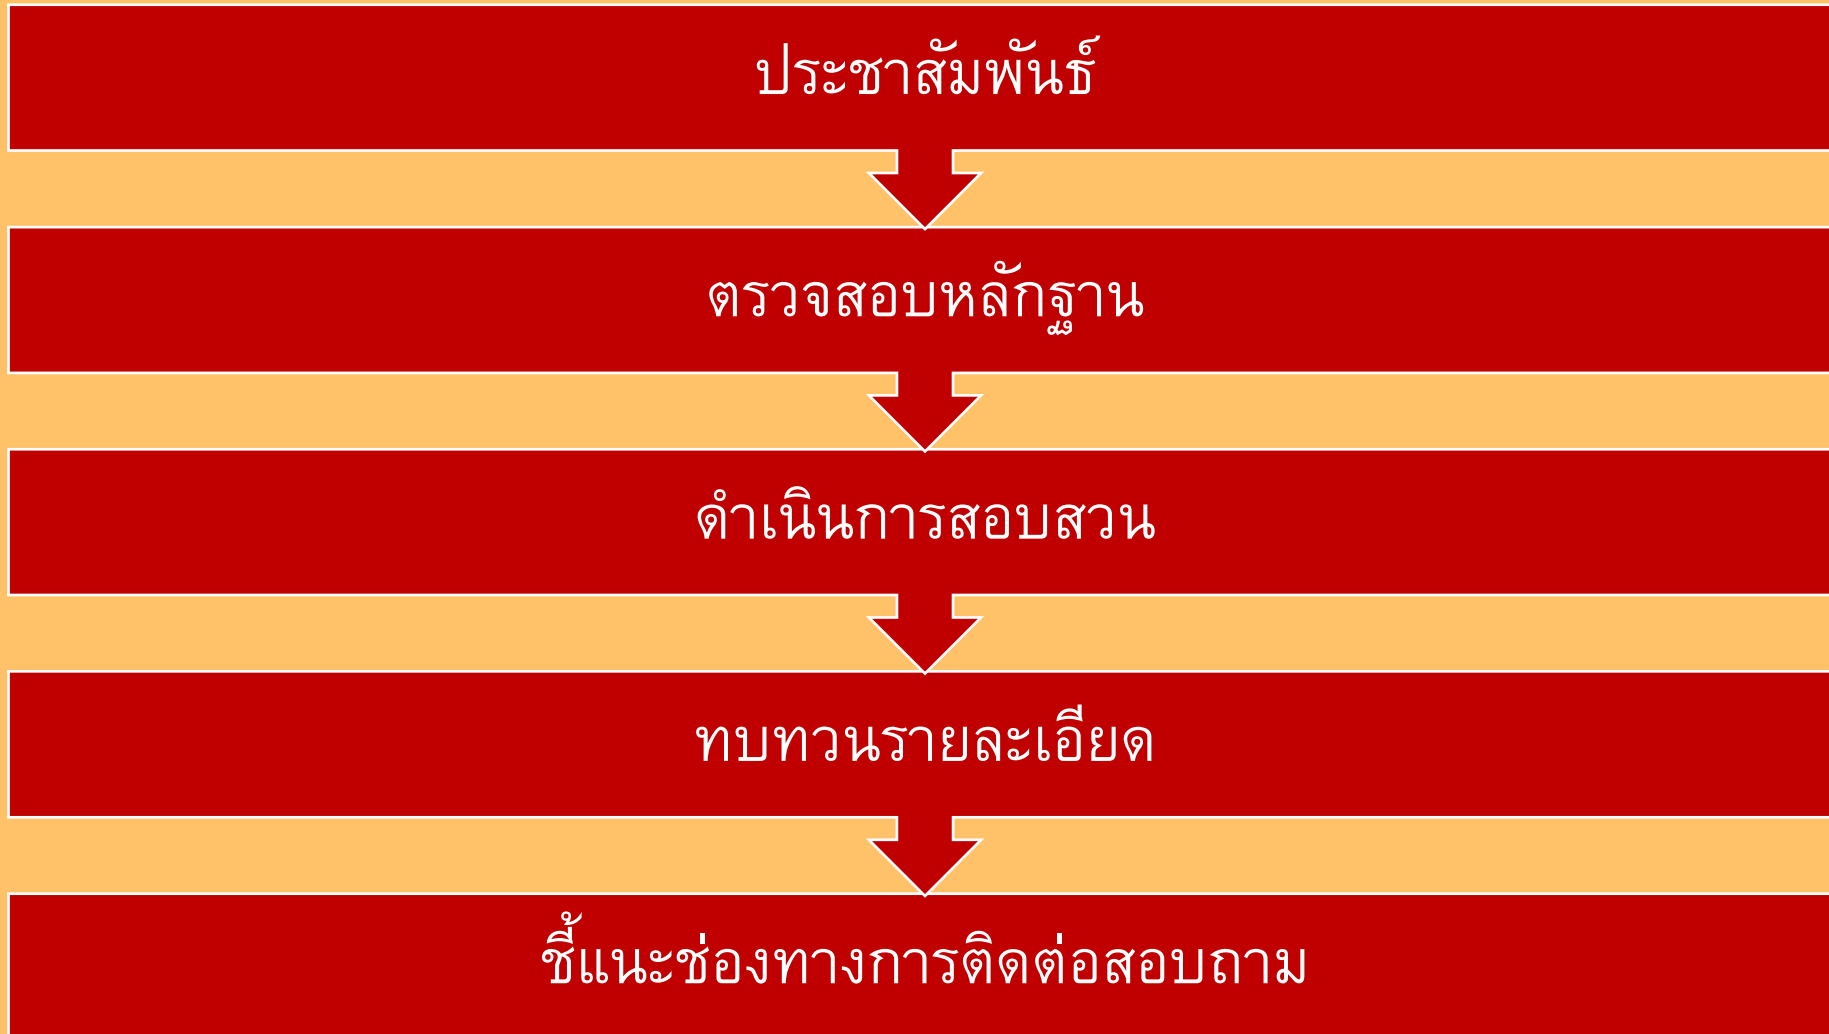 ประชาสัมพันธ์
ตรวจสอบหลักฐาน
ดำเนินการสอบสวน
ทบทวนรายละเอียด
ชี้แนะช่องทางการติดต่อสอบถาม